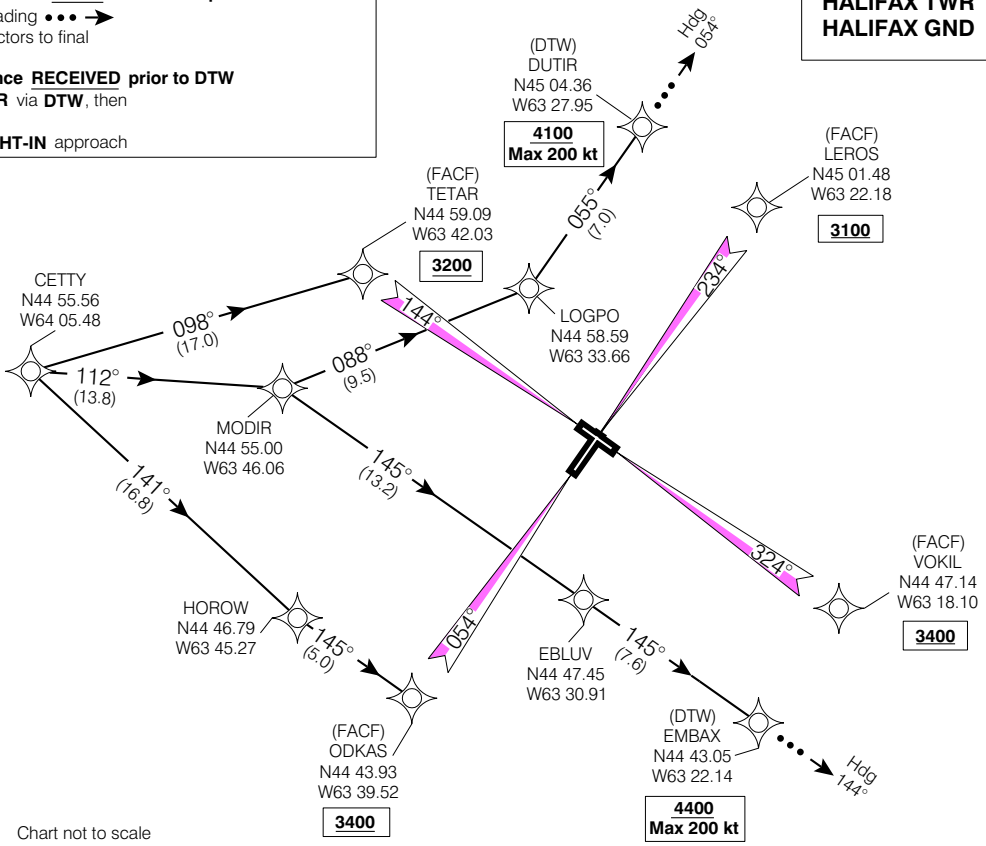 HALIFAX TWR
HALIFAX GND
ctors to final
nce RECEIVED prior to DTW
R via DTW, then
HT-IN approach
Hdg
054°
(DTW)
DUTIR
N45 04.36
W63 27.95
4100
Max 200 kt
(FACF)
LEROS
N45 01.48
W63 22.18
3100
(FACF)
TETAR
N44 59.09
W63 42.03
3200
055°
(7.0)
234°
CETTY
N44 55.56
W64 05.48
098°
(17.0)
144°
LOGPO
N44 58.59
W63 33.66
088°
(9.5)
112°
(13.8)
MODIR
N44 55.00
W63 46.06
145°
(13.2)
141°
(16.8)
324°
(FACF)
VOKIL
N44 47.14
W63 18.10
3400
HOROW
N44 46.79
W63 45.27
145°
(5.0)
054°
EBLUV
N44 47.45
W63 30.91
145°
(7.6)
(FACF)
ODKAS
N44 43.93
W63 39.52
3400
(DTW)
EMBAX
N44 43.05
W63 22.14
4400
Max 200 kt
Hdg
144°
Chart not to scale